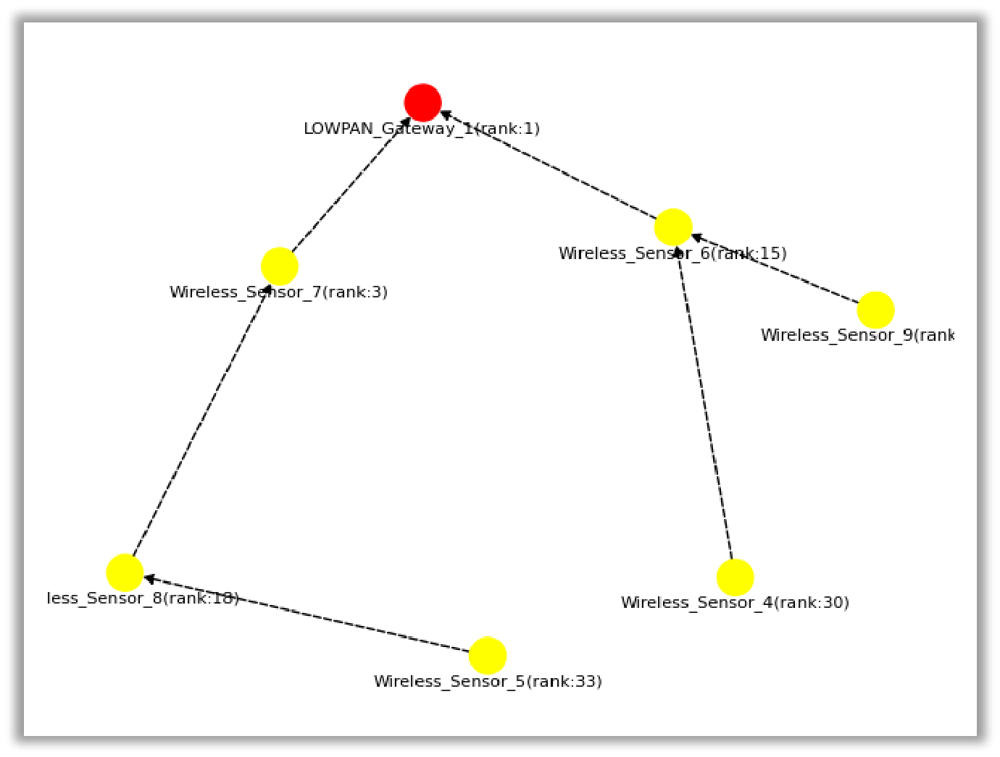 LOWPAN_Gateway_1(rank:1)
Wireless_Sensor_6(rank:15)
Wireless_Sensor_7(rank:3)
Wireless_Sensor_9(rank
less_Sensor_8(rank:18)
Wireless_Sensor_4(rank:30)
Wireless_Sensor_5(rank:33)